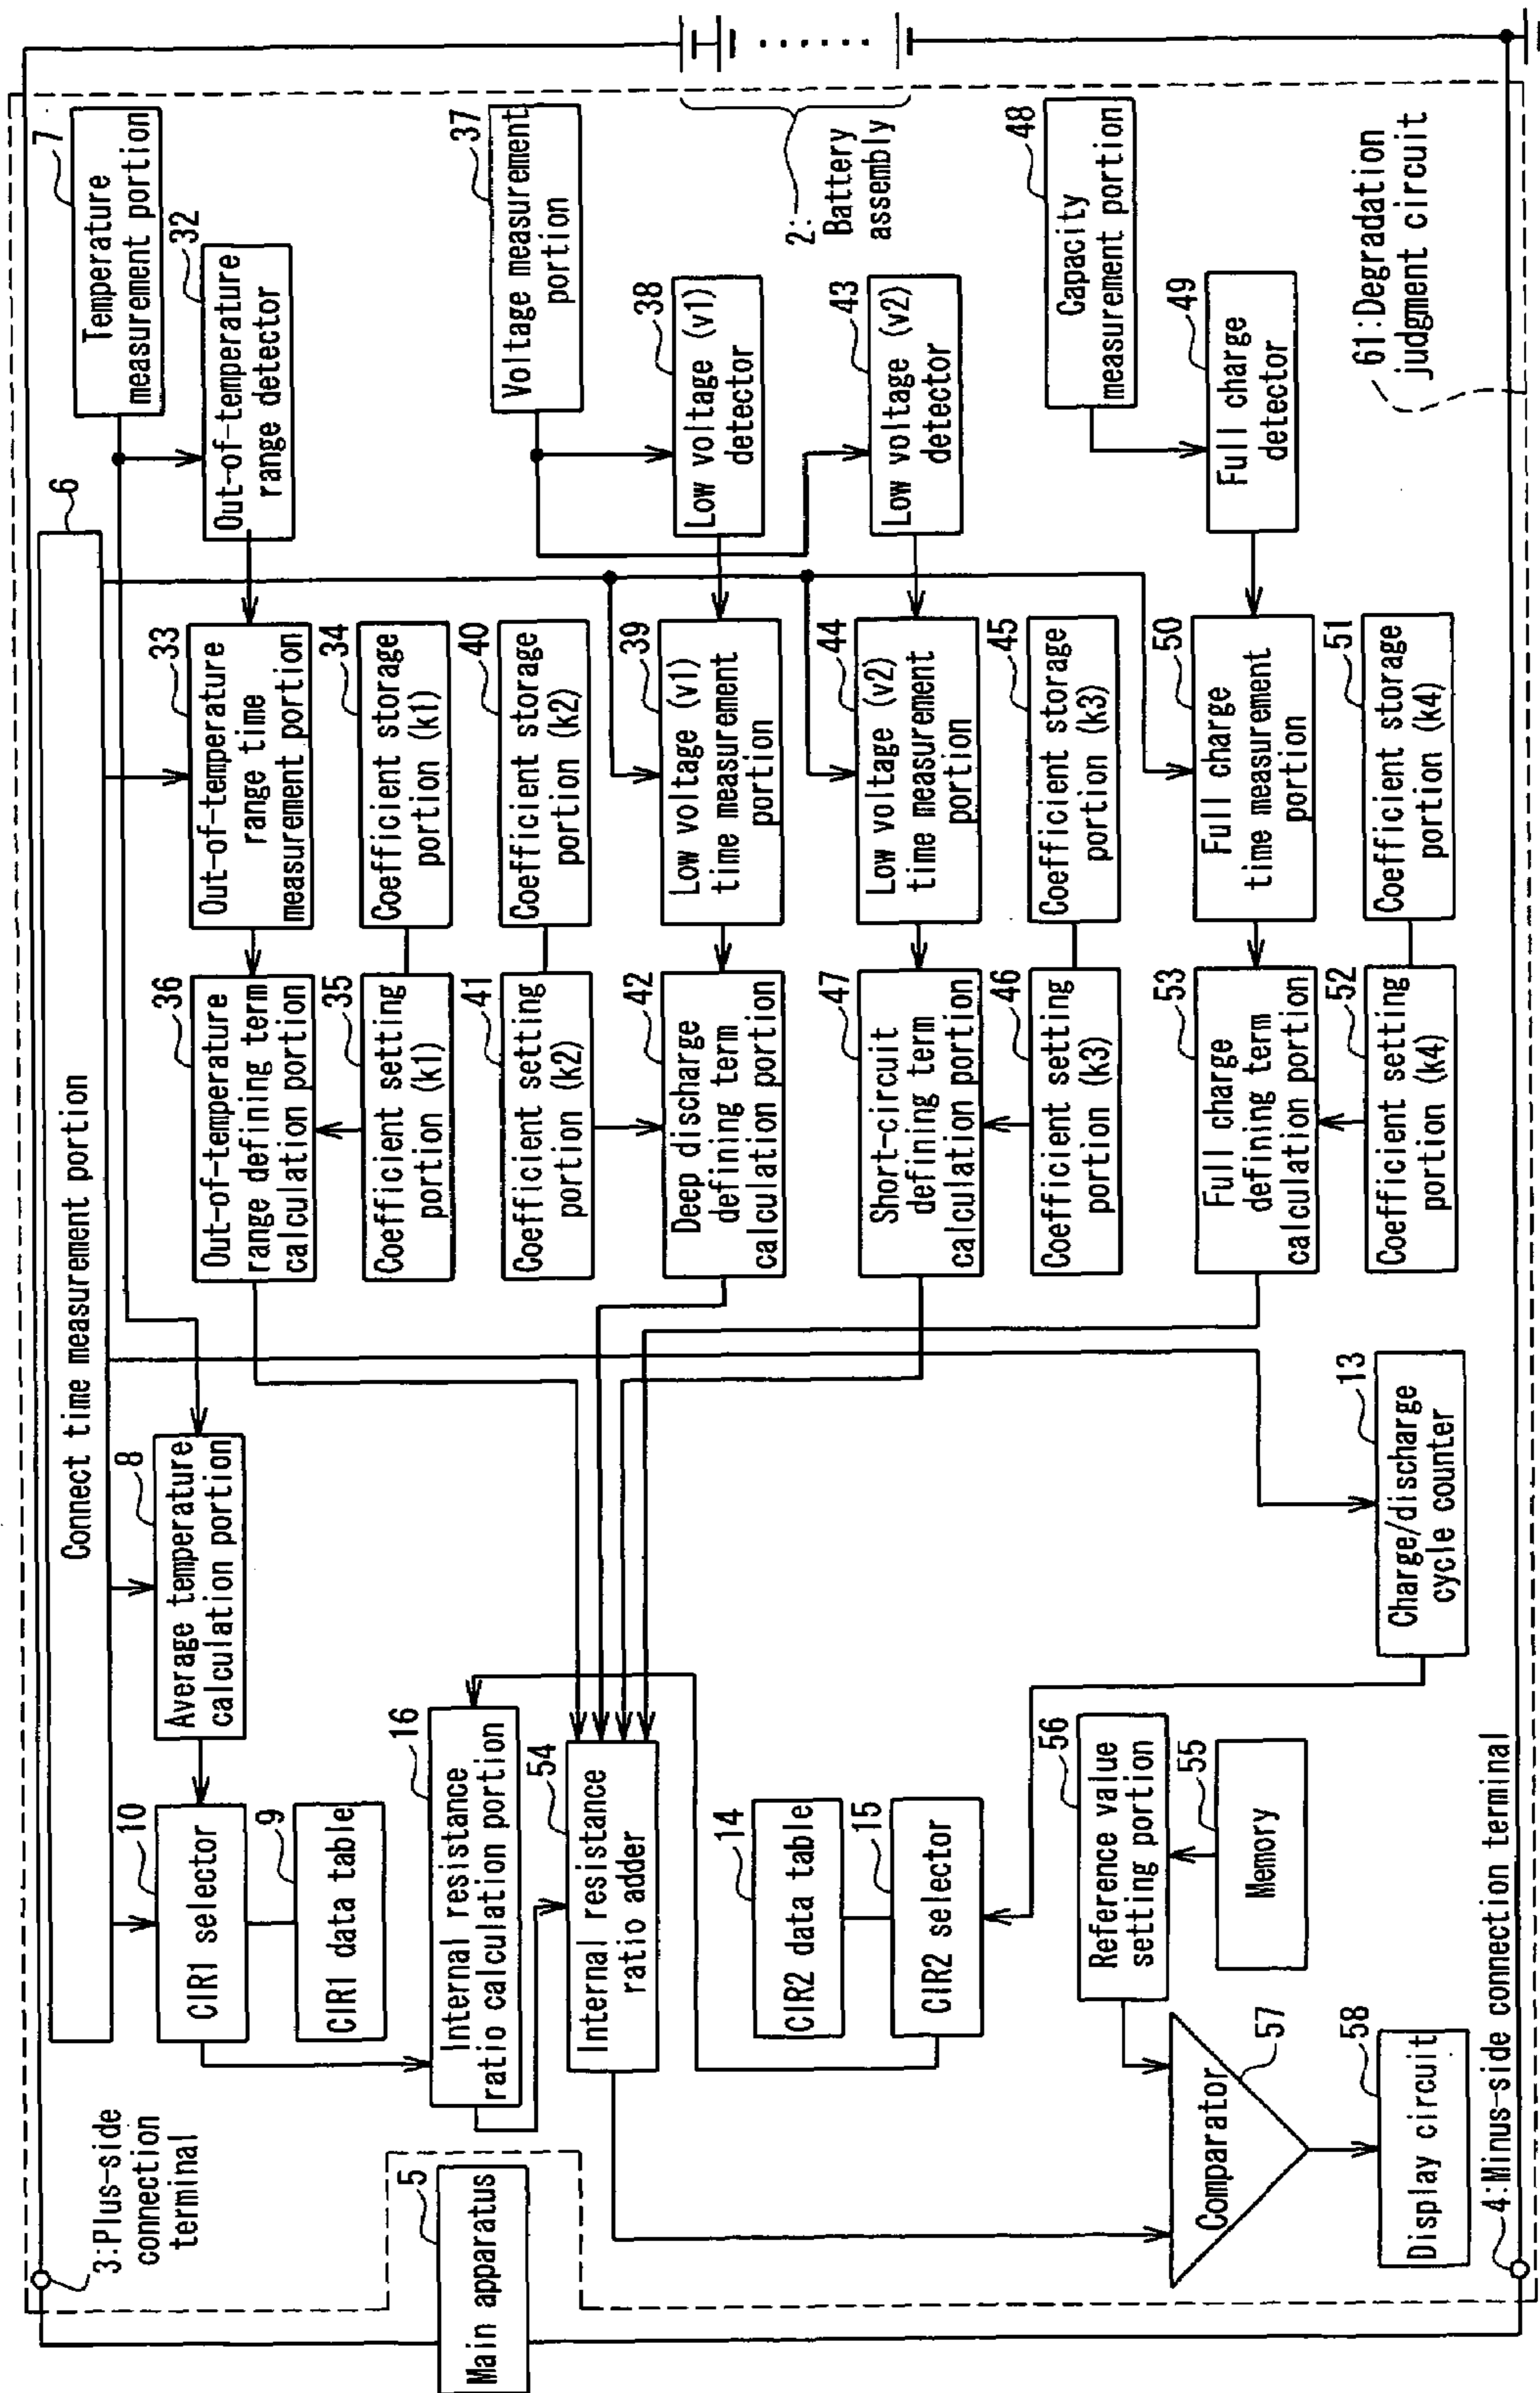 3:Plus-side
connection
terminal
5
Main apparatus
Connect time measurement portion
6
7
Temperature
measurement portion
10
CIR1 selector
9
CIR1 data table
8
Average temperature
calculation portion
36
Out-of-temperature
range defining term
calculation portion
33
Out-of-temperature
range time
measurement portion
32
Out-of-temperature
range detector
35
Coefficient setting
portion (k1)
34
Coefficient storage
portion (k1)
16
Internal resistance
ratio calculation portion
41
Coefficient setting
portion (k2)
40
Coefficient storage
portion (k2)
37
Voltage measurement
portion
54
Internal resistance
ratio adder
42
Deep discharge
defining term
calculation portion
39
Low voltage (v1)
time measurement
portion
38
Low voltage (v1)
detector
2:
Battery
assembly
14
CIR2 data table
15
CIR2 selector
47
Short-circuit
defining term
calculation portion
44
Low voltage (v2)
time measurement
portion
43
Low voltage (v2)
detector
46
Coefficient setting
portion (k3)
45
Coefficient storage
portion (k3)
48
Capacity
measurement portion
56
Reference value
setting portion
55
Memory
53
Full charge
defining term
calculation portion
50
Full charge
time measurement
portion
49
Full charge
detector
57
Comparator
58
Display circuit
13
Charge/discharge
cycle counter
52
Coefficient setting
portion (k4)
51
Coefficient storage
portion (k4)
61:Degradation
judgment circuit
4:Minus-side connection terminal